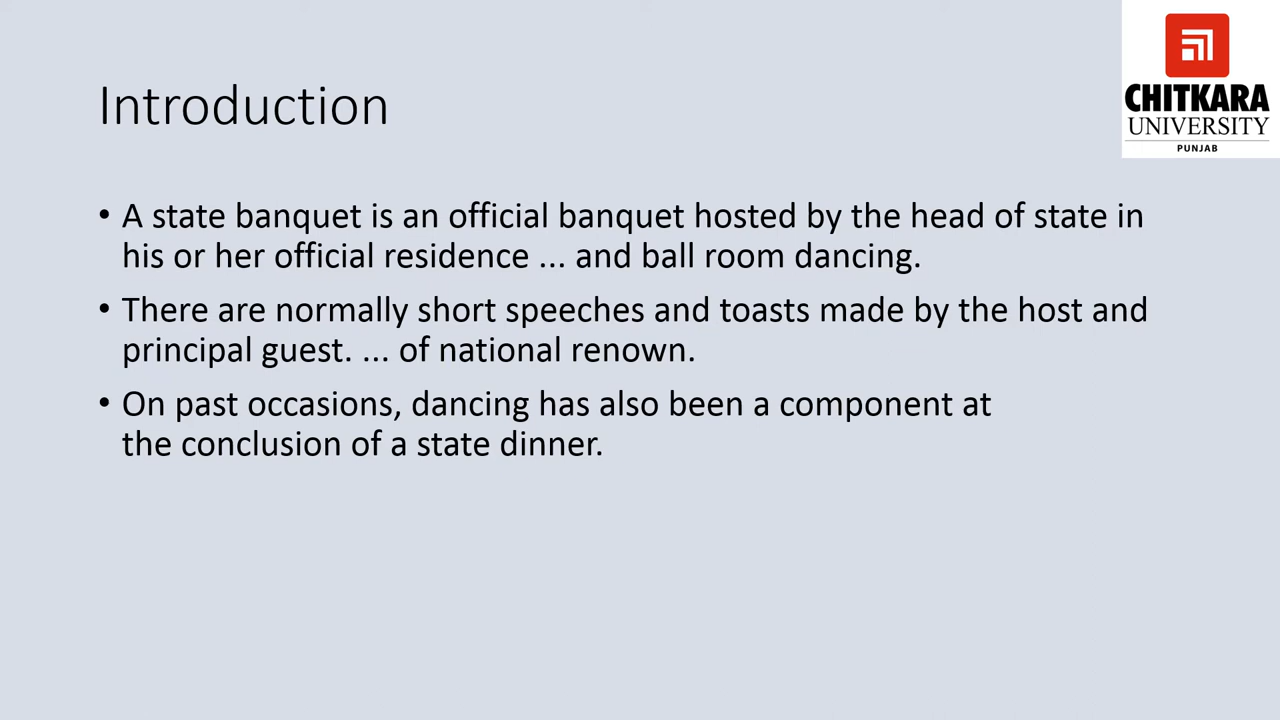 CHITKARA
UNIVERSITY
PUNJAB
Introduction
• A state banquet is an official banquet hosted by the head of state in
his or her official residence ... and ball room dancing.
• There are normally short speeches and toasts made by the host and
principal guest. ... of national renown.
• On past occasions, dancing has also been a component at
the conclusion of a state dinner.